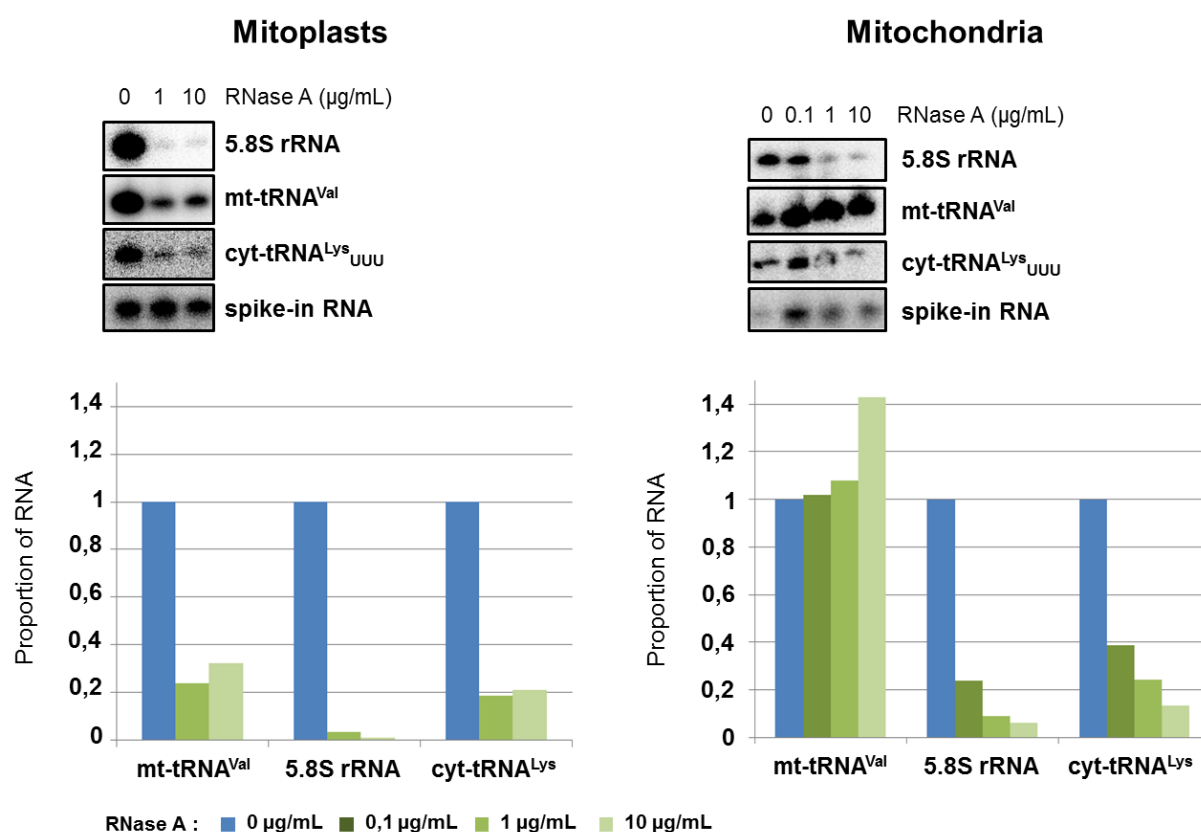 Mitoplasts
0 1 10 RNase A (µg/mL)
5.8S rRNA
mt-tRNAVal
cyt-tRNALysUUU
spike-in RNA
Mitochondria
0 0.1 1 10 RNase A (µg/mL)
5.8S rRNA
mt-tRNAVal
cyt-tRNALysUUU
spike-in RNA
Proportion of RNA
1,4
1,2
1
0,8
0,6
0,4
0,2
0
mt-tRNAVal 5.8S rRNA cyt-tRNALys
Proportion of RNA
1,4
1,2
1
0,8
0,6
0,4
0,2
0
mt-tRNAVal 5.8S rRNA cyt-tRNALys
RNase A : 0 µg/mL 0,1 µg/mL 1 µg/mL 10 µg/mL